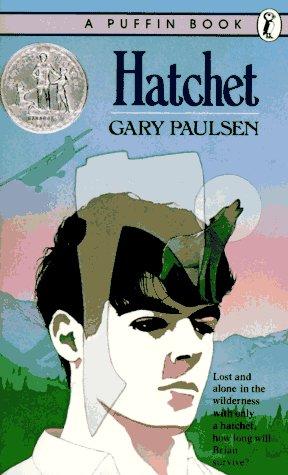 A PUFFIN BOOK
Hatchet
GARY PAULSEN
Lost and
alone in the
wilderness
with only
a hatchet,
how long will
Brian
survive?